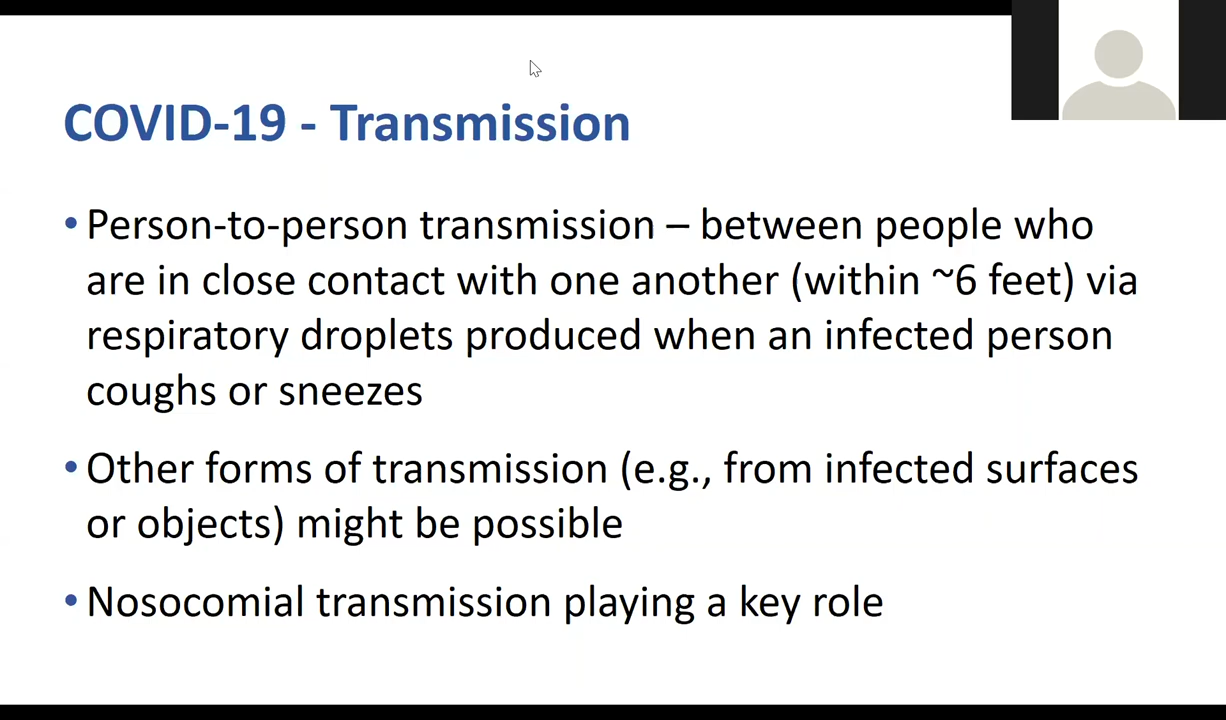 COVID-19 - Transmission
• Person-to-person transmission – between people who
are in close contact with one another (within ~6 feet) via
respiratory droplets produced when an infected person
coughs or sneezes
• Other forms of transmission (e.g., from infected surfaces
or objects) might be possible
• Nosocomial transmission playing a key role